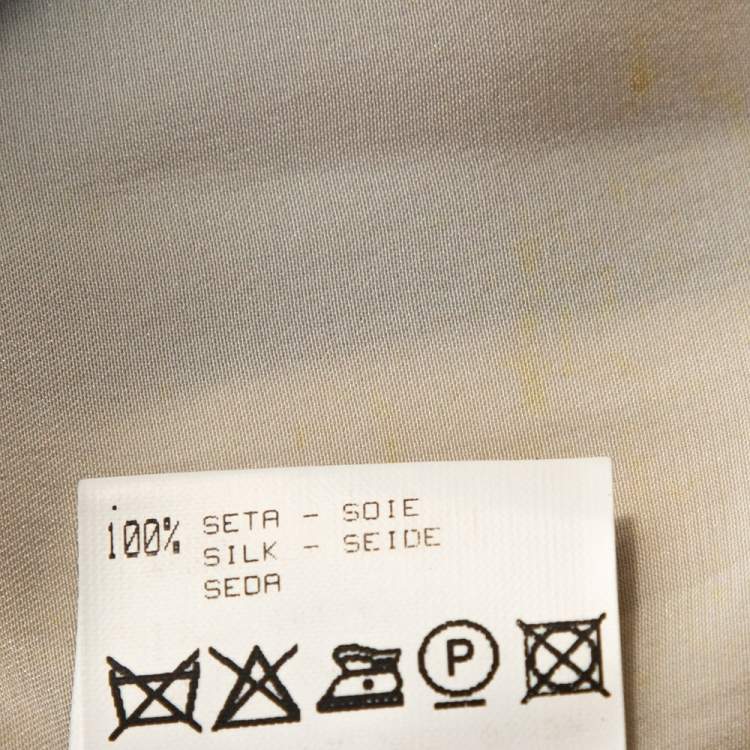 100% SETA - SOIE
SILK - SEIDE
SEDA
P